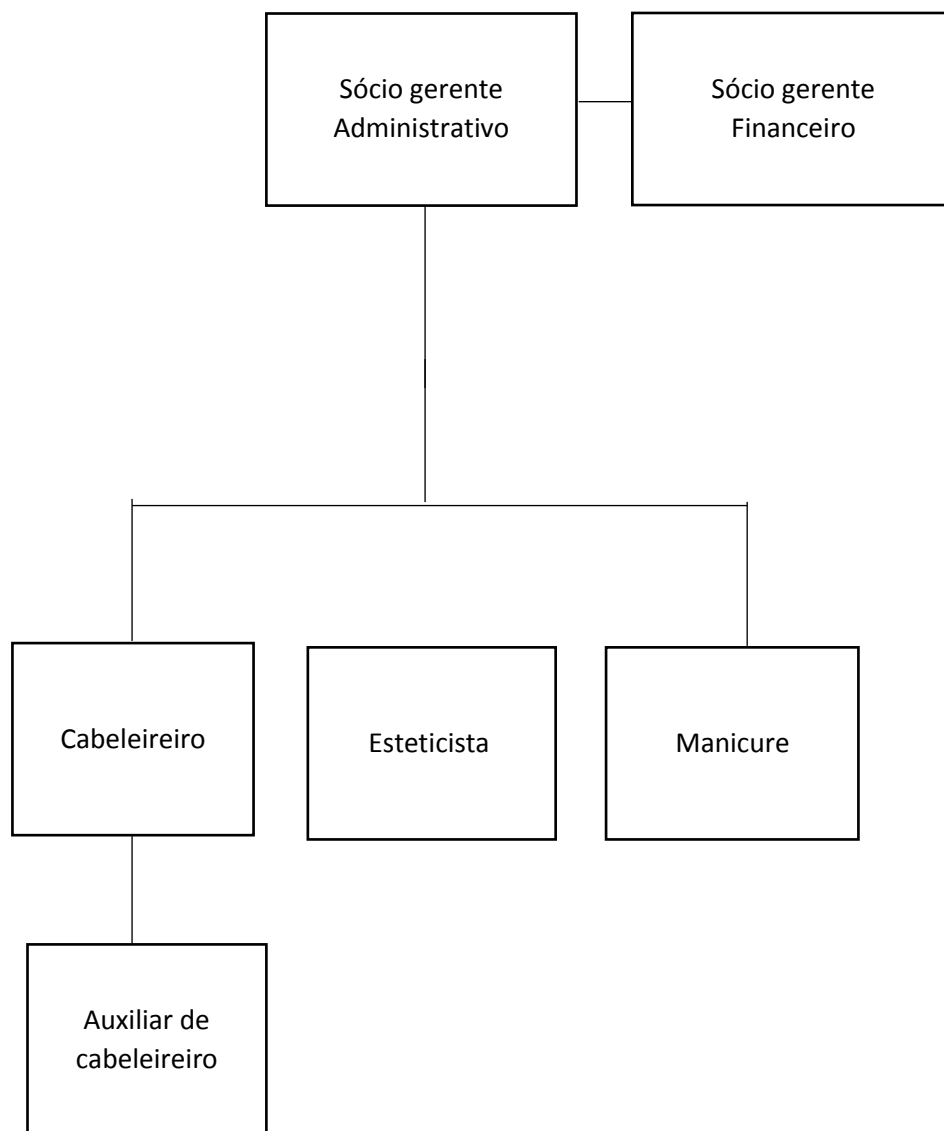 Sócio gerente
Administrativo
Sócio gerente
Financeiro
Cabeleireiro
Esteticista
Manicure
Auxiliar de
cabeleireiro